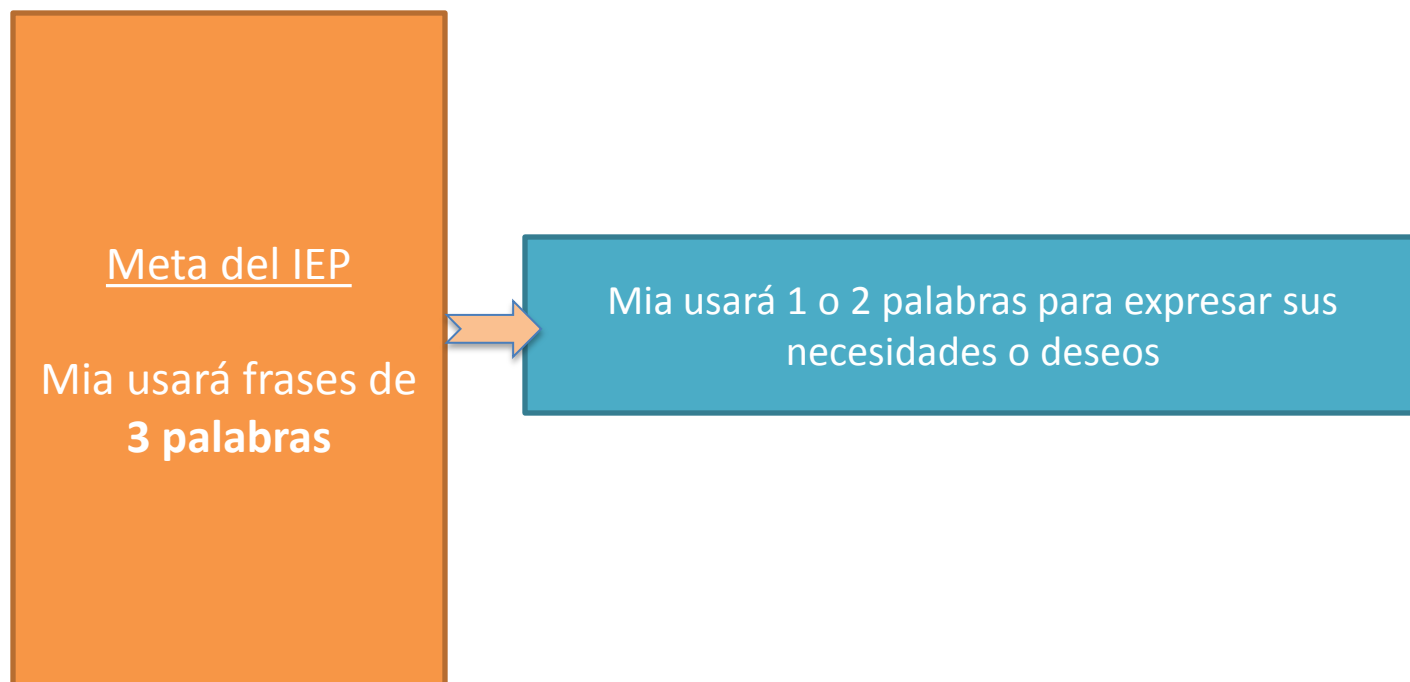 Meta del IEP
Mia usará frases de
3 palabras
Mia usará 1 o 2 palabras para expresar sus
necesidades o deseos